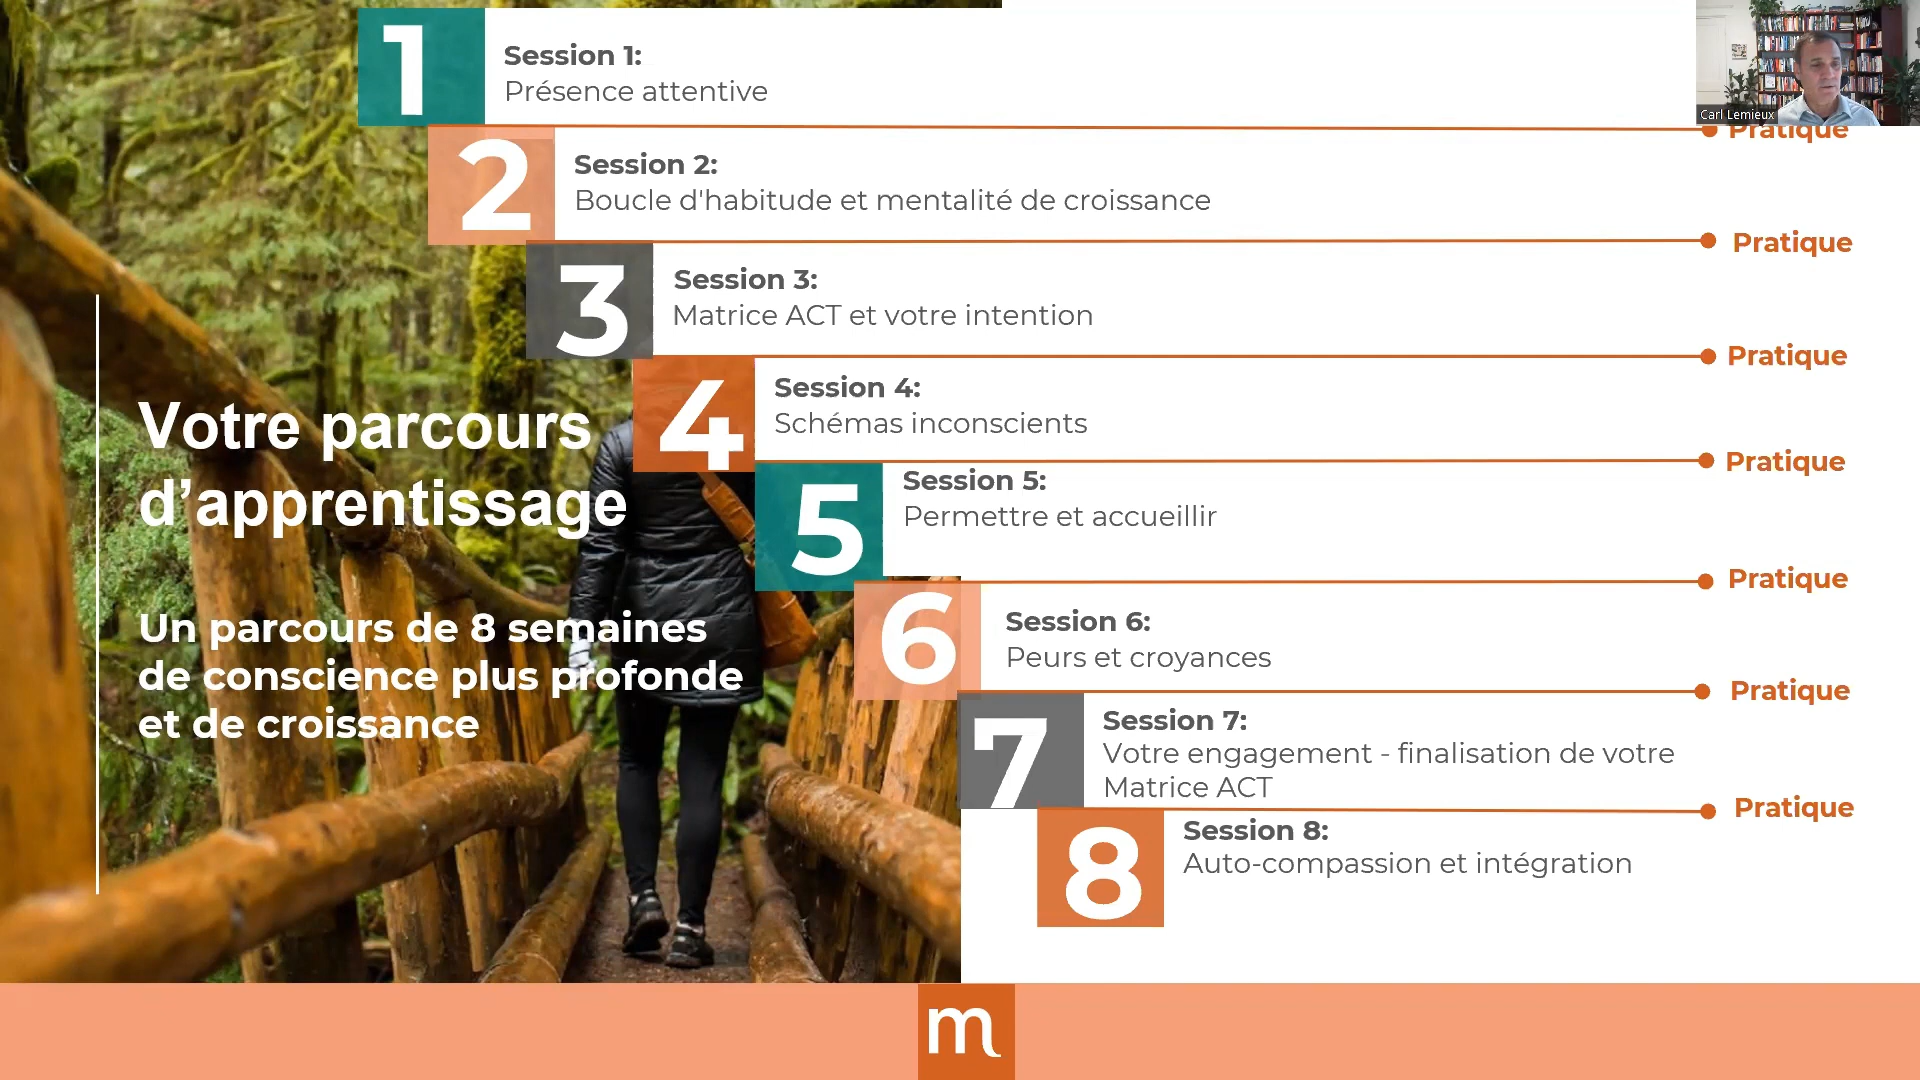 1
Session 1:
Présence attentive
Carl Lemieux
Pratique
2
Session 2:
Boucle d'habitude et mentalité de croissance
Pratique
3
Session 3:
Matrice ACT et votre intention
Pratique
4
Session 4:
Schémas inconscients
Pratique
5
Session 5:
Permettre et accueillir
Pratique
6
Session 6:
Peurs et croyances
Pratique
7
Session 7:
Votre engagement - finalisation de votre
Matrice ACT
Pratique
8
Session 8:
Auto-compassion et intégration
Votre parcours
d’apprentissage
Un parcours de 8 semaines
de conscience plus profonde
et de croissance
m